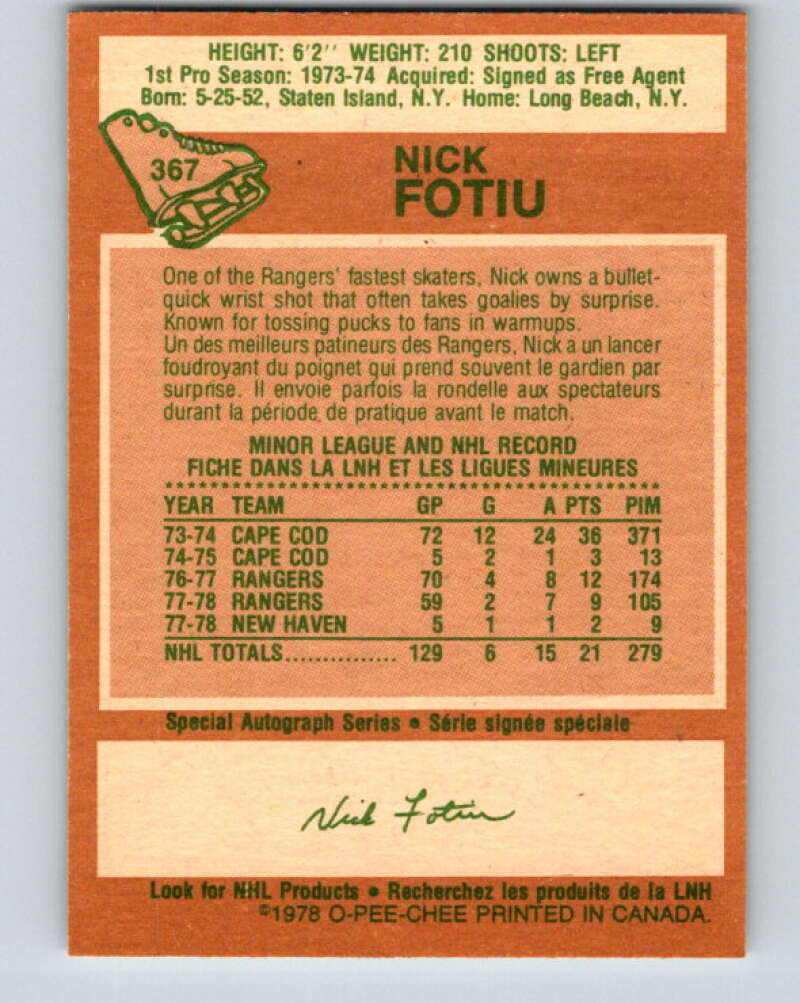 HEIGHT: 6'2'' WEIGHT: 210 SHOOTS: LEFT
1st Pro Season: 1973-74 Acquired: Signed as Free Agent
Born: 5-25-52, Staten Island, N.Y. Home: Long Beach, N.Y.
367
NICK
FOTIU
One of the Rangers' fastest skaters, Nick owns a bullet-
quick wrist shot that often takes goalies by surprise.
Known for tossing pucks to fans in warmups.
Un des meilleurs patineurs des Rangers, Nick a un lancer
foudroyant du poignet qui prend souvent le gardien par
surprise. Il envoie parfois la rondelle aux spectateurs
durant la période de pratique avant le match.
MINOR LEAGUE AND NHL RECORD
FICHE DANS LA LNH ET LES LIGUES MINEURES
YEAR TEAM GP G A PTS PIM
73-74 CAPE COD 72 12 24 36 371
74-75 CAPE COD 5 2 1 3 13
76-77 RANGERS 70 4 8 12 174
77-78 RANGERS 59 2 7 9 105
77-78 NEW HAVEN 5 1 1 2 9
NHL TOTALS............... 129 6 15 21 279
Special Autograph Series • Série signée spéciale
Nick Fotiu
Look for NHL Products • Recherchez les produits de la LNH
©1978 O-PEE-CHEE PRINTED IN CANADA.